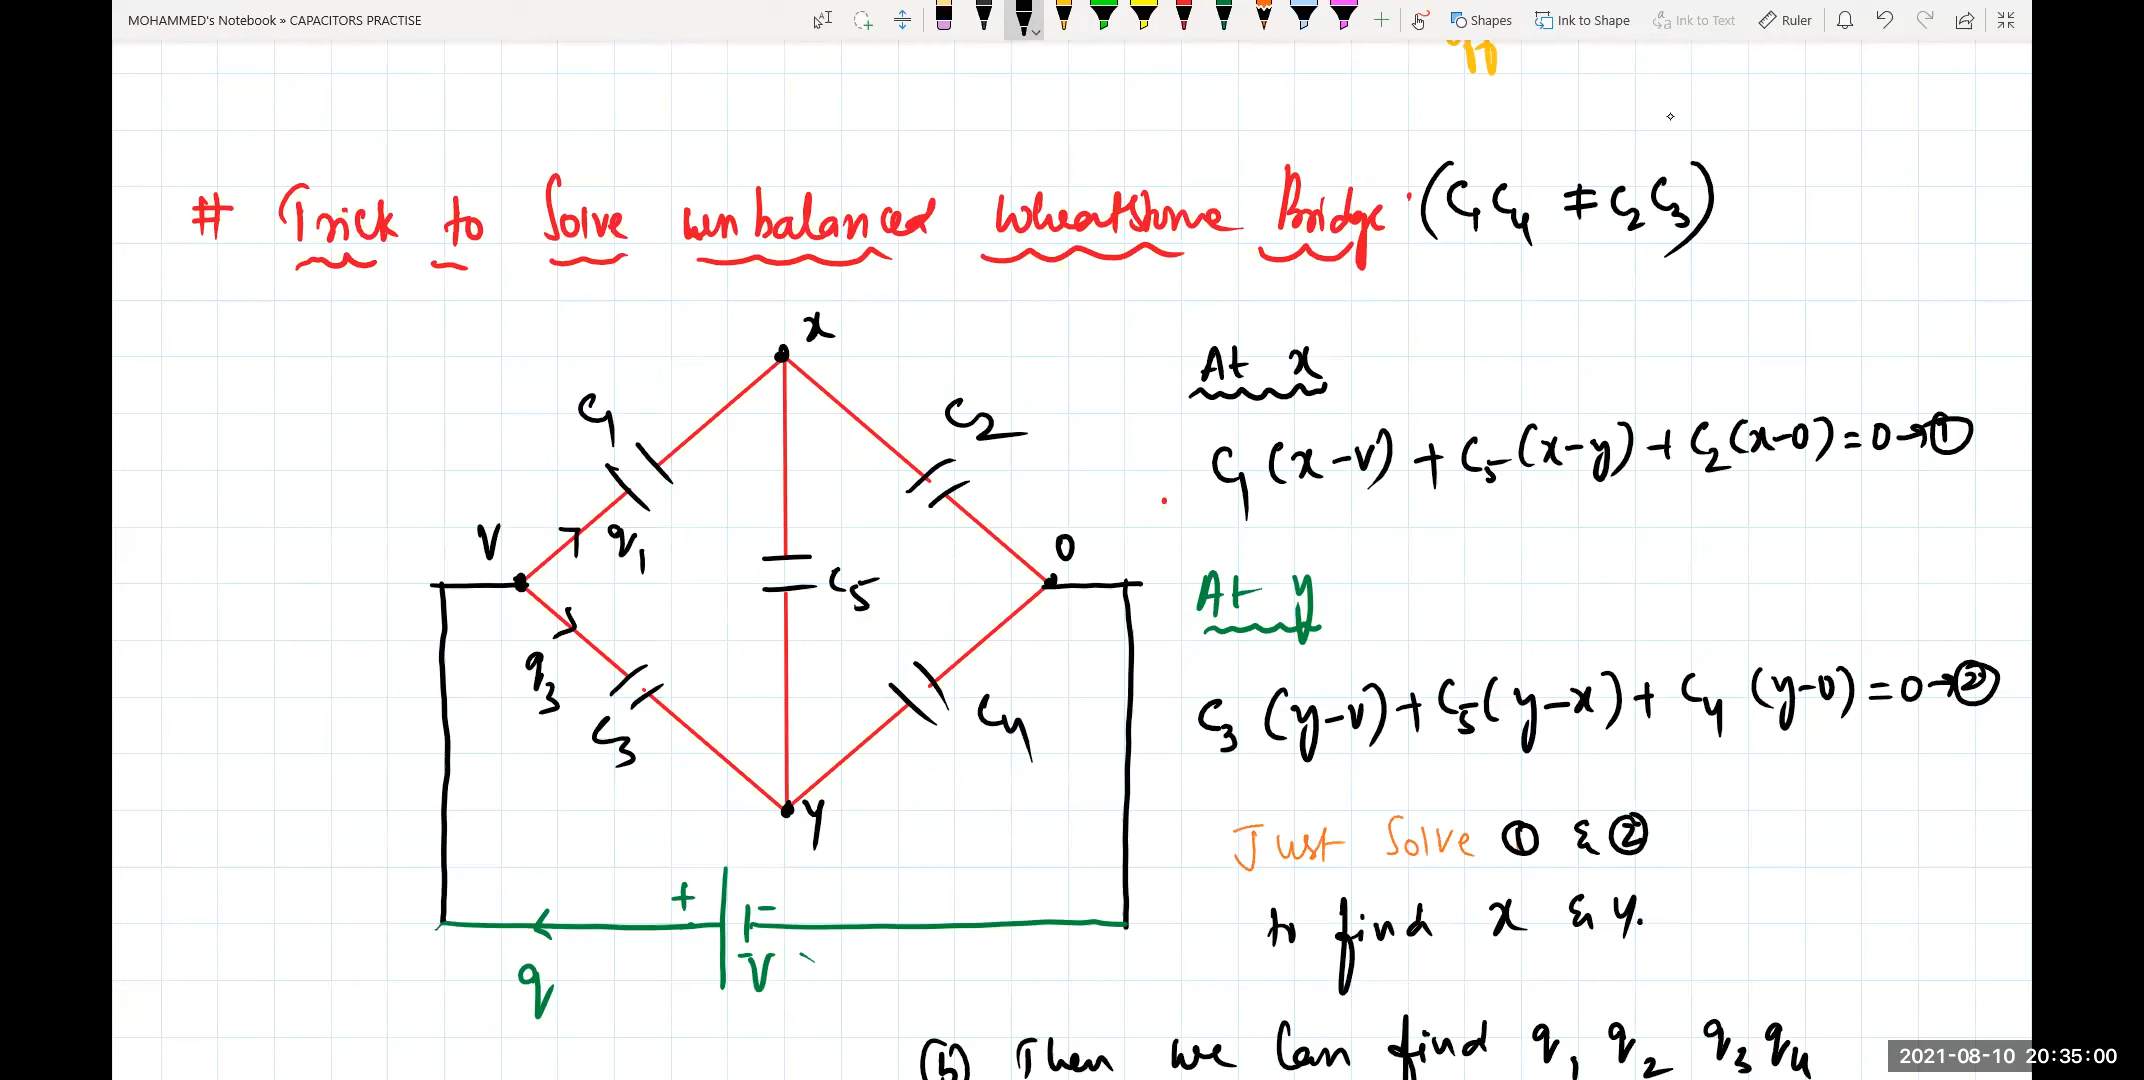 MOHAMMED's Notebook » CAPACITORS PRACTISE
Shapes Ink to Shape Ink to Text Ruler
# Trick to Solve unbalanced wheatstone Bridge. (C₁C₄ ≠ C₂C₃)
x
C₁
C₂
V
q₁
C₅
0
q₃
C₃
C₄
y
+ -
V
q
At x
C₁(x-V) + C₅(x-y) + C₂(x-0) = 0 → ①
At y
C₃(y-V) + C₅(y-x) + C₄(y-0) = 0 → ②
Just Solve ① & ②
to find x & y.
(b) Then we Can find q₁ q₂ q₃ q₄
2021-08-10 20:35:00